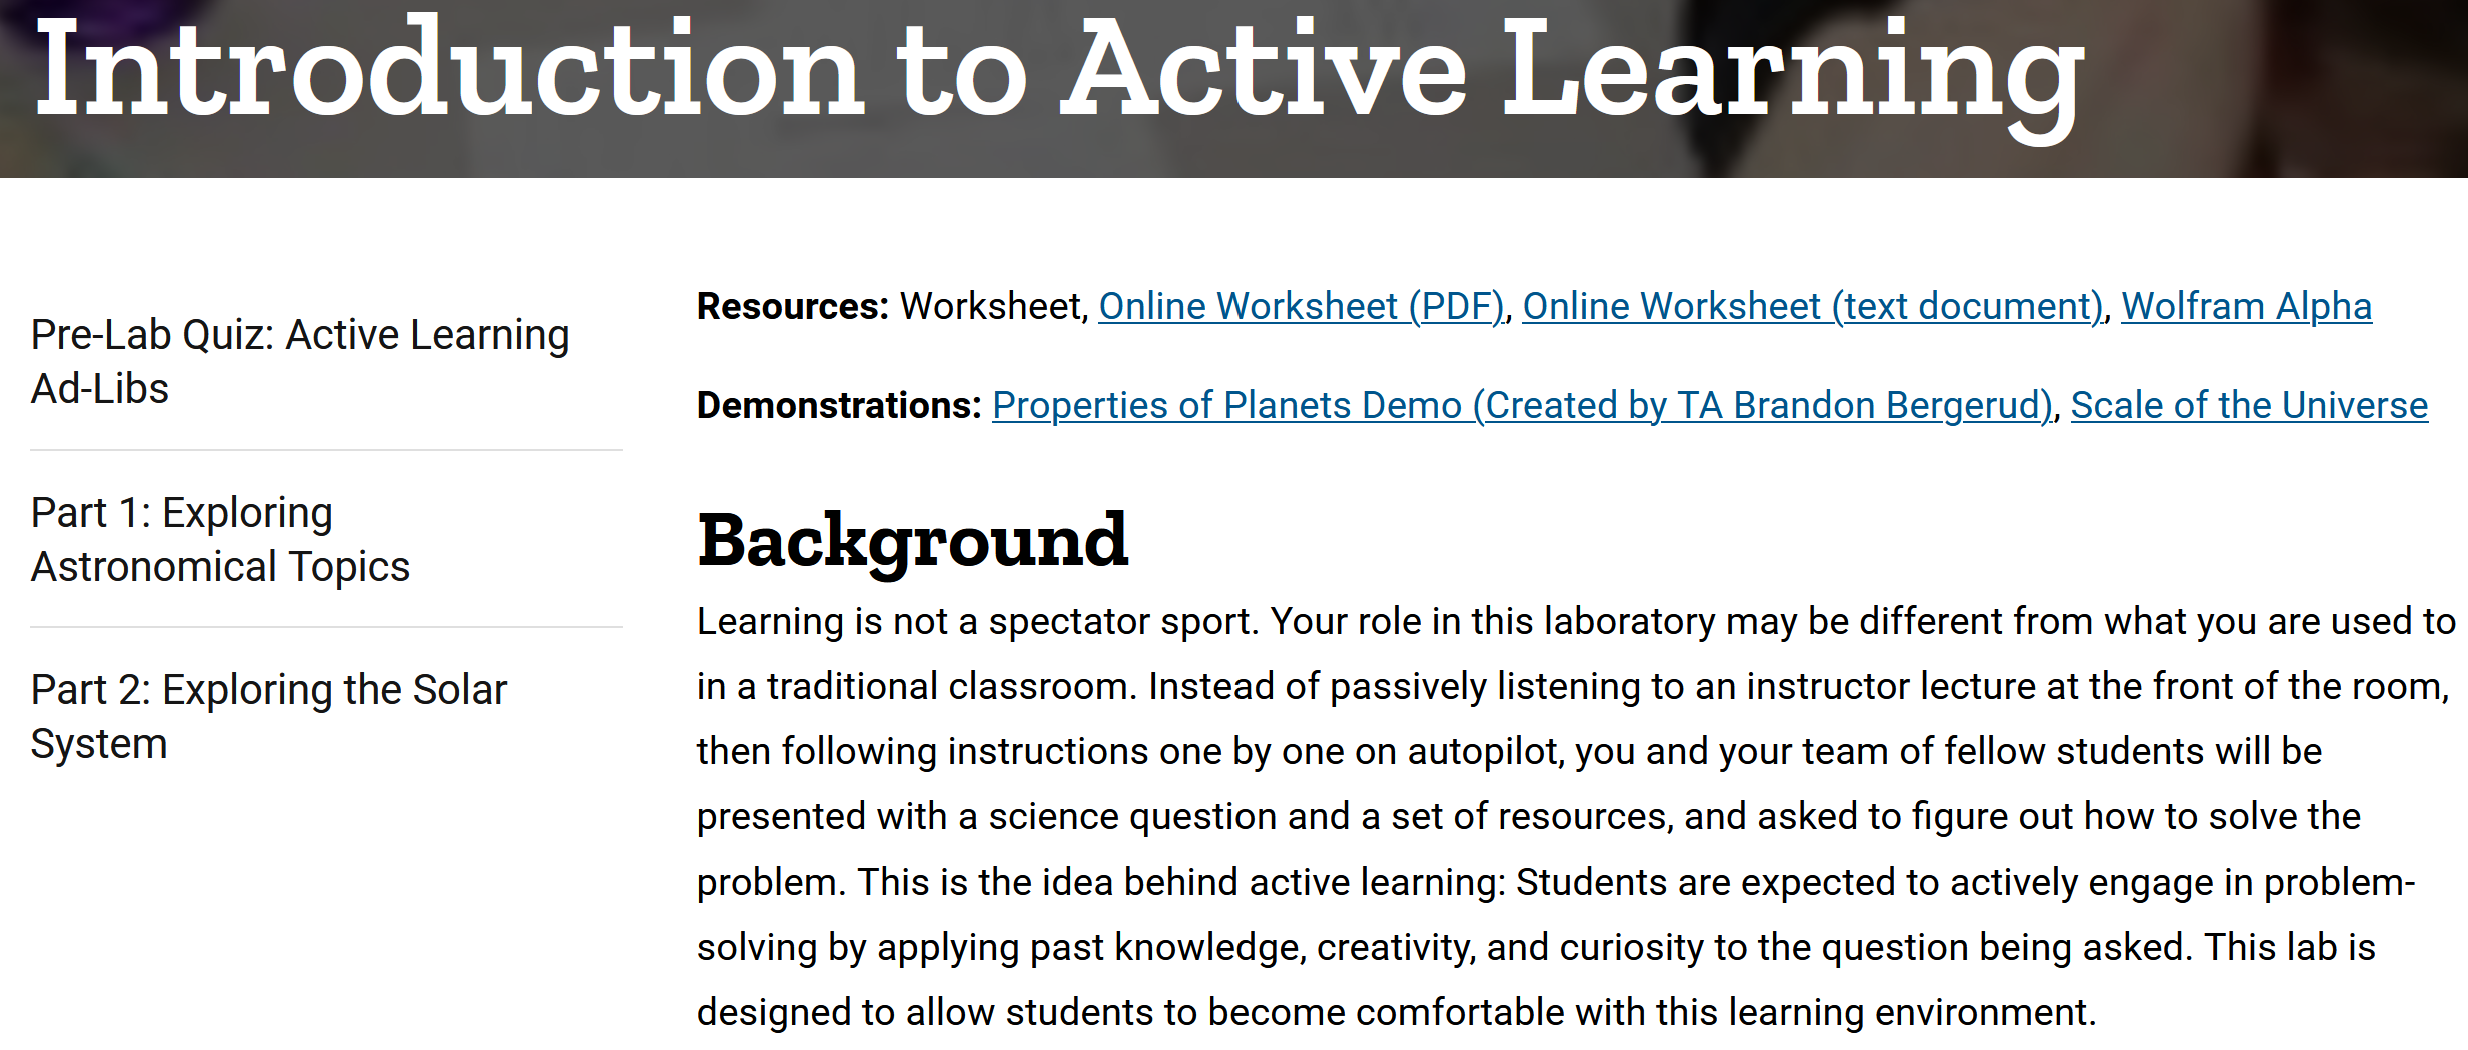 Introduction to Active Learning
Pre-Lab Quiz: Active Learning
Ad-Libs
Part 1: Exploring
Astronomical Topics
Part 2: Exploring the Solar
System
Resources: Worksheet, Online Worksheet (PDF), Online Worksheet (text document), Wolfram Alpha
Demonstrations: Properties of Planets Demo (Created by TA Brandon Bergerud), Scale of the Universe
Background
Learning is not a spectator sport. Your role in this laboratory may be different from what you are used to
in a traditional classroom. Instead of passively listening to an instructor lecture at the front of the room,
then following instructions one by one on autopilot, you and your team of fellow students will be
presented with a science question and a set of resources, and asked to figure out how to solve the
problem. This is the idea behind active learning: Students are expected to actively engage in problem-
solving by applying past knowledge, creativity, and curiosity to the question being asked. This lab is
designed to allow students to become comfortable with this learning environment.